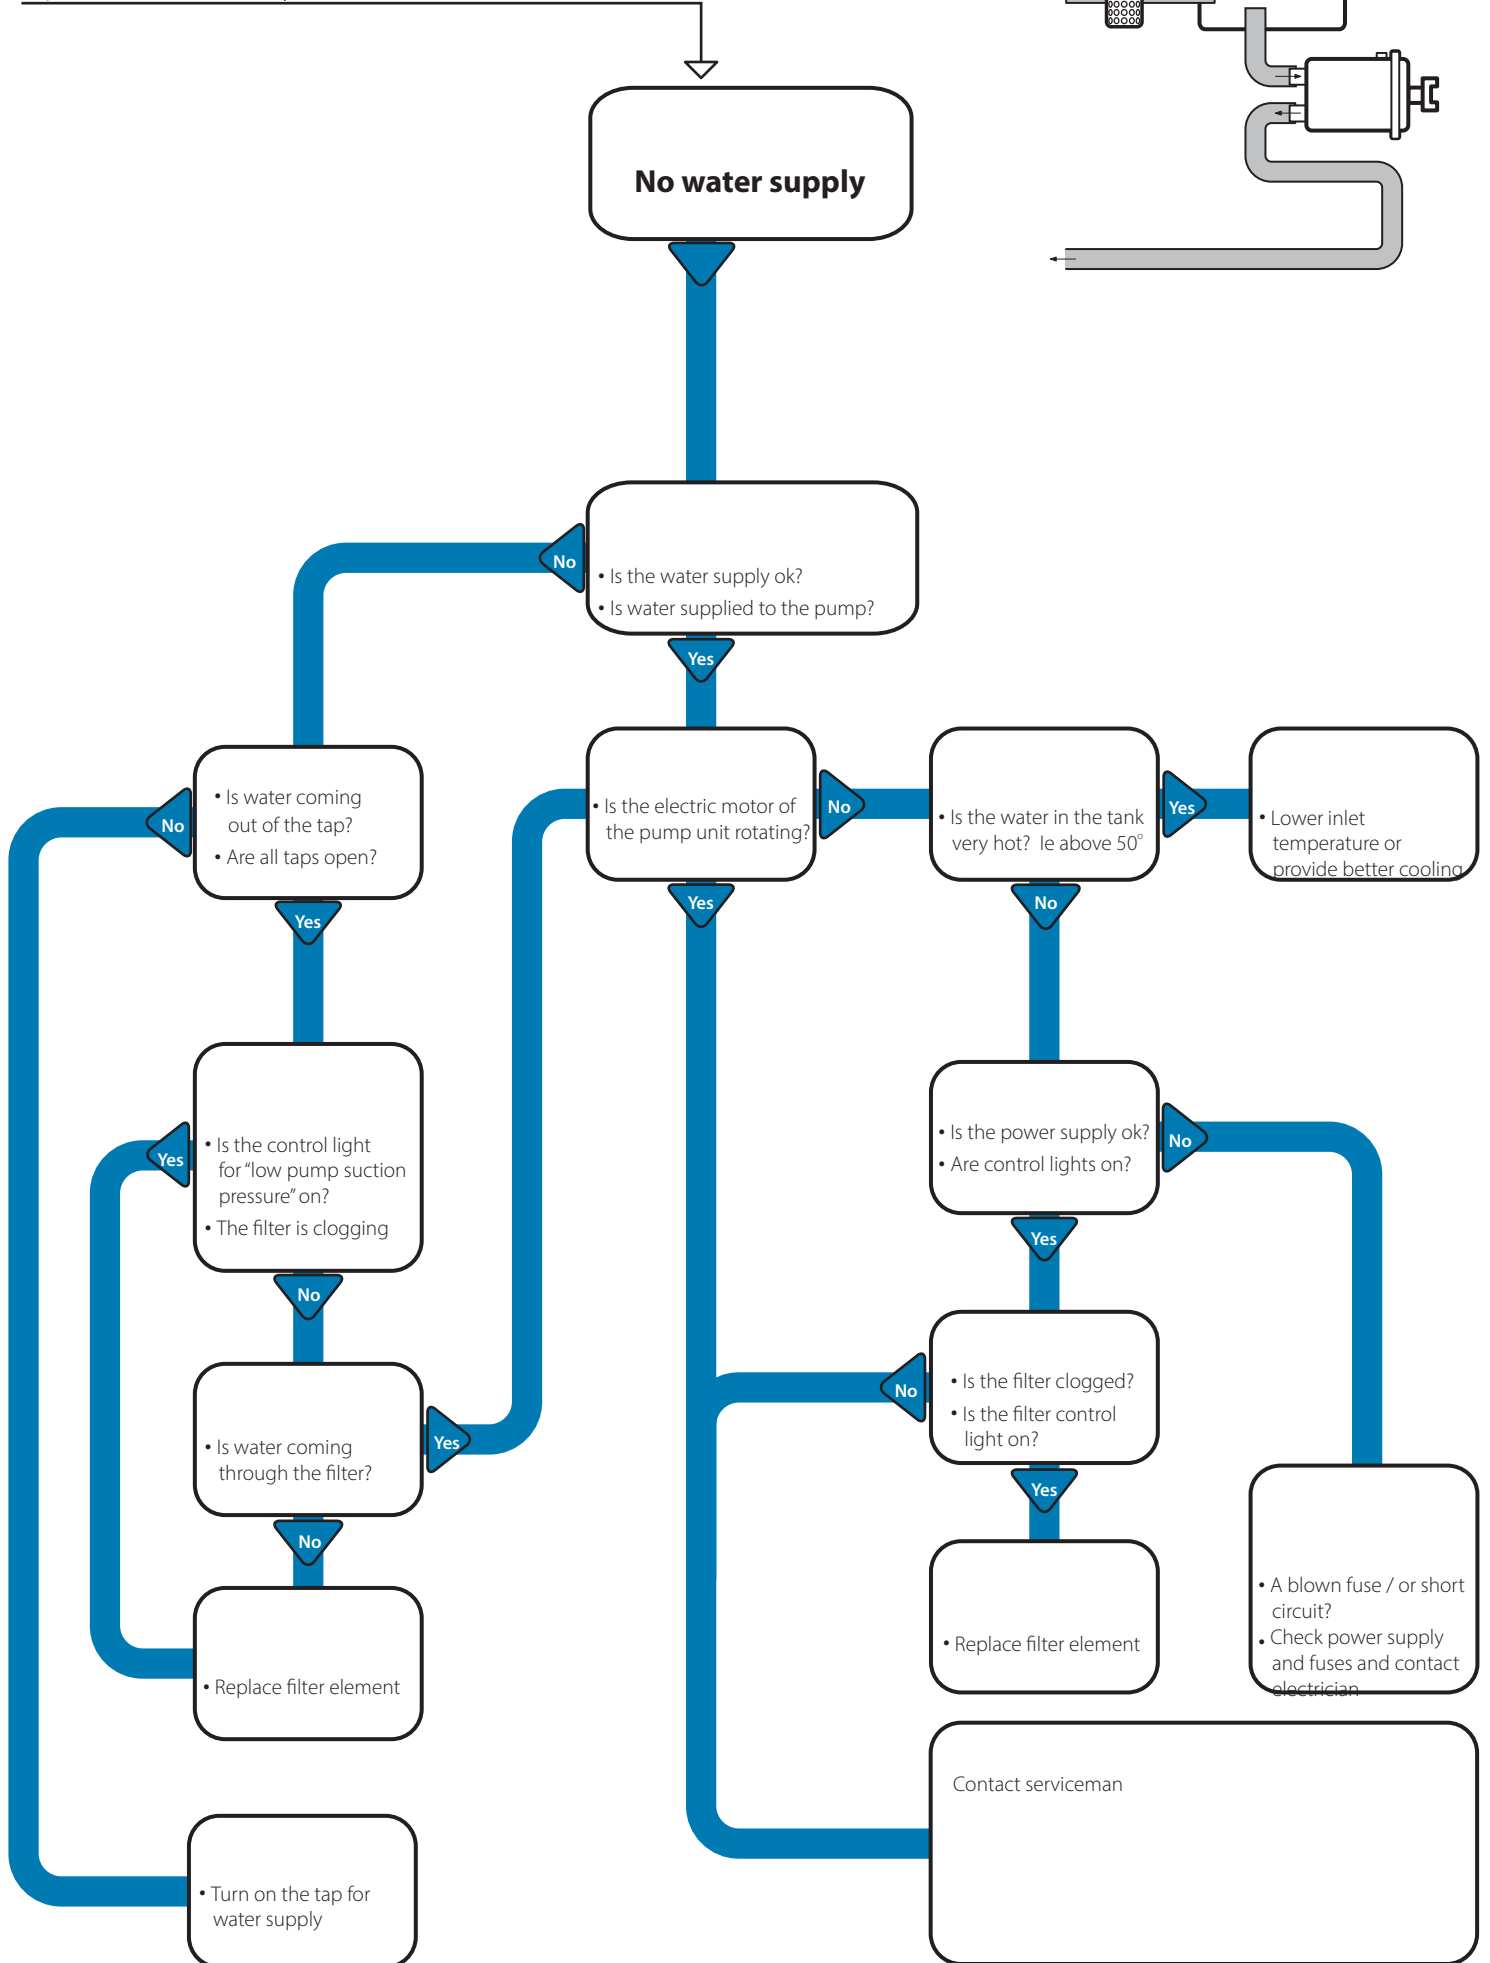 No water supply
No
• Is the water supply ok?
• Is water supplied to the pump?
Yes
No
• Is water coming
out of the tap?
• Are all taps open?
Yes
• Is the electric motor of
the pump unit rotating?
No
Yes
• Is the water in the tank
very hot? Ie above 50°
Yes
No
• Lower inlet
temperature or
provide better cooling
Yes
• Is the control light
for “low pump suction
pressure” on?
• The filter is clogging
No
• Is the power supply ok?
• Are control lights on?
No
Yes
• Is water coming
through the filter?
Yes
No
No
• Is the filter clogged?
• Is the filter control
light on?
Yes
• Replace filter element
• Replace filter element
• A blown fuse / or short
circuit?
• Check power supply
and fuses and contact
electrician
Contact serviceman
• Turn on the tap for
water supply